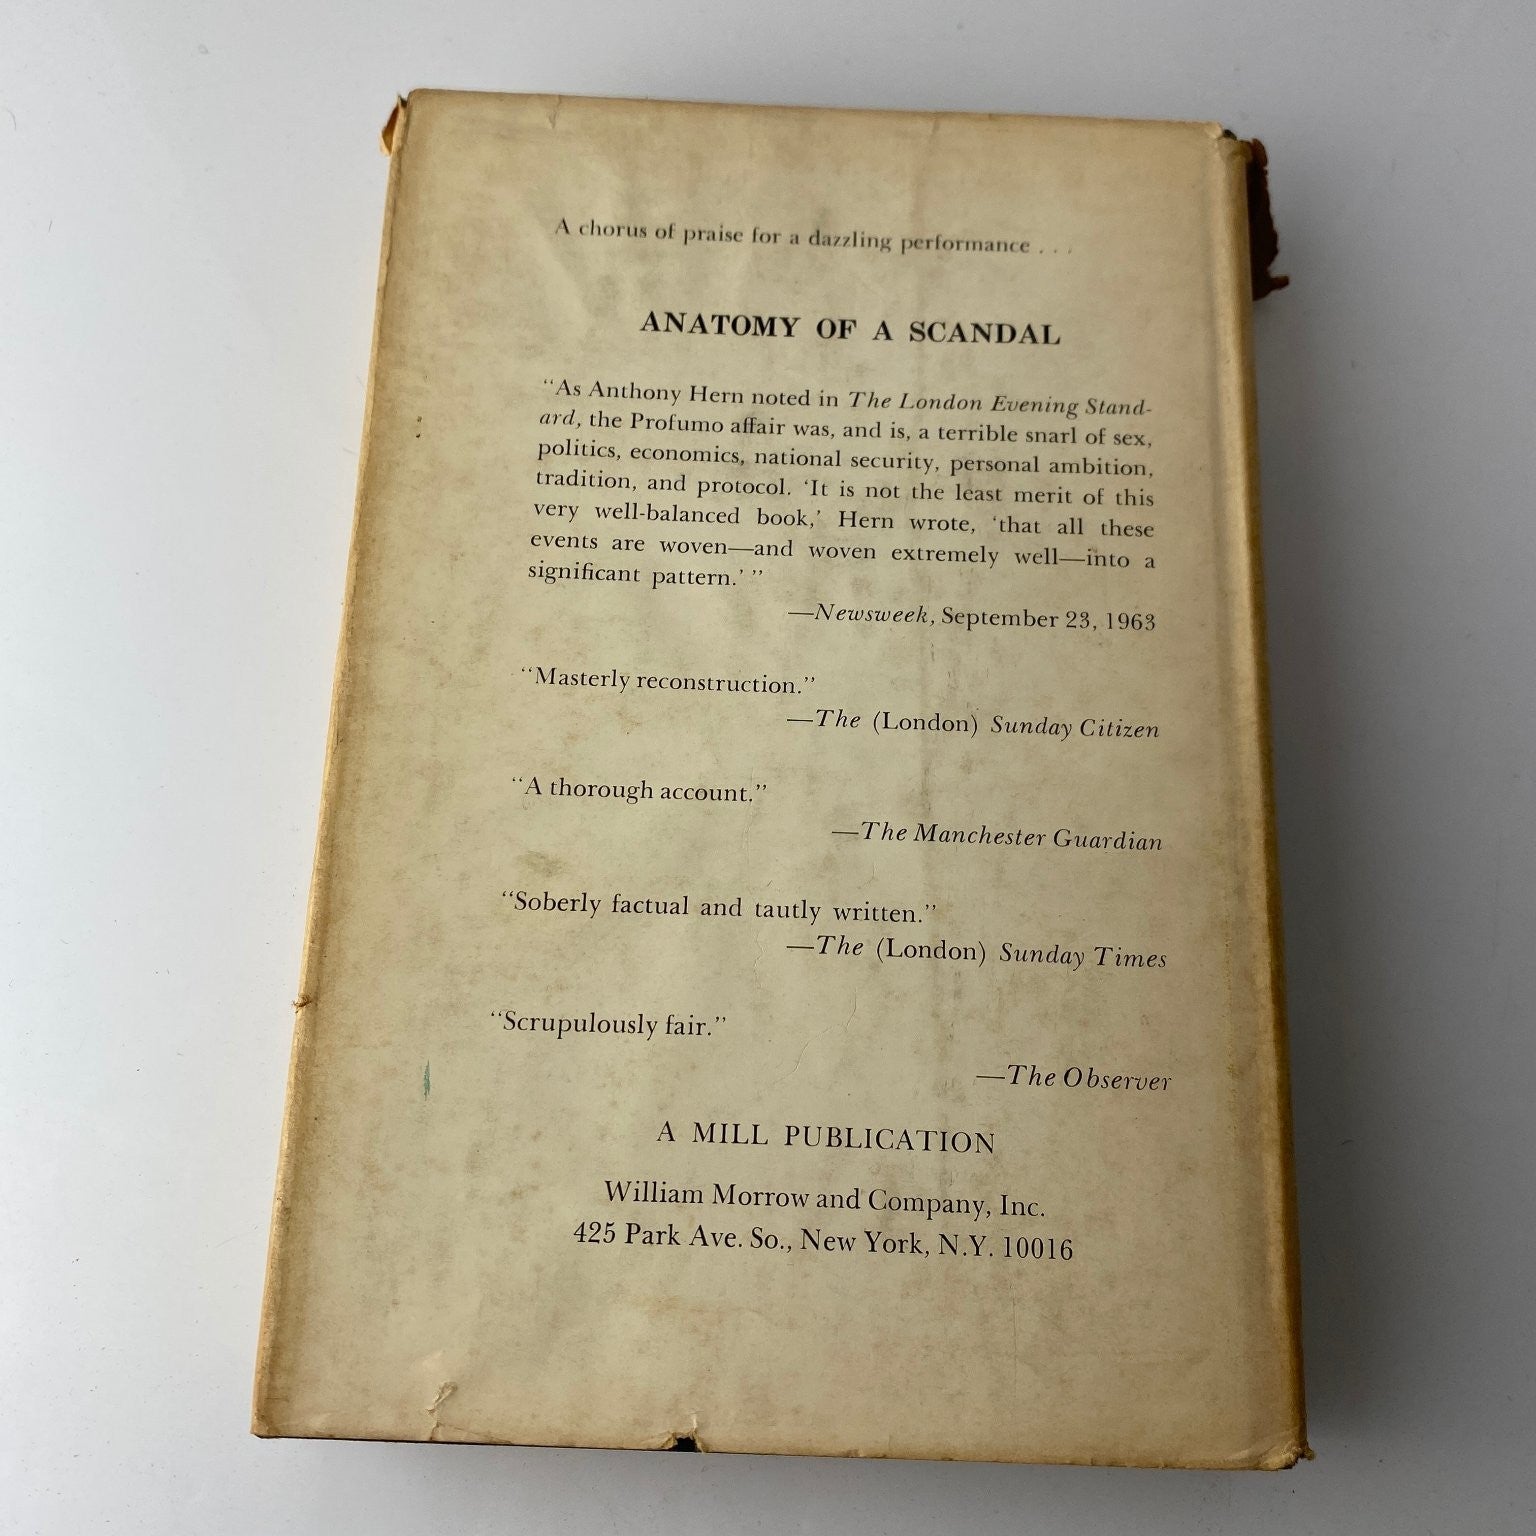 A chorus of praise for a dazzling performance . . .
ANATOMY OF A SCANDAL
"As Anthony Hern noted in The London Evening Stand-
ard, the Profumo affair was, and is, a terrible snarl of sex,
politics, economics, national security, personal ambition,
tradition, and protocol. 'It is not the least merit of this
very well-balanced book,' Hern wrote, 'that all these
events are woven—and woven extremely well—into a
significant pattern.' "
—Newsweek, September 23, 1963
"Masterly reconstruction."
—The (London) Sunday Citizen
"A thorough account."
—The Manchester Guardian
"Soberly factual and tautly written."
—The (London) Sunday Times
"Scrupulously fair."
—The Observer
A MILL PUBLICATION
William Morrow and Company, Inc.
425 Park Ave. So., New York, N.Y. 10016